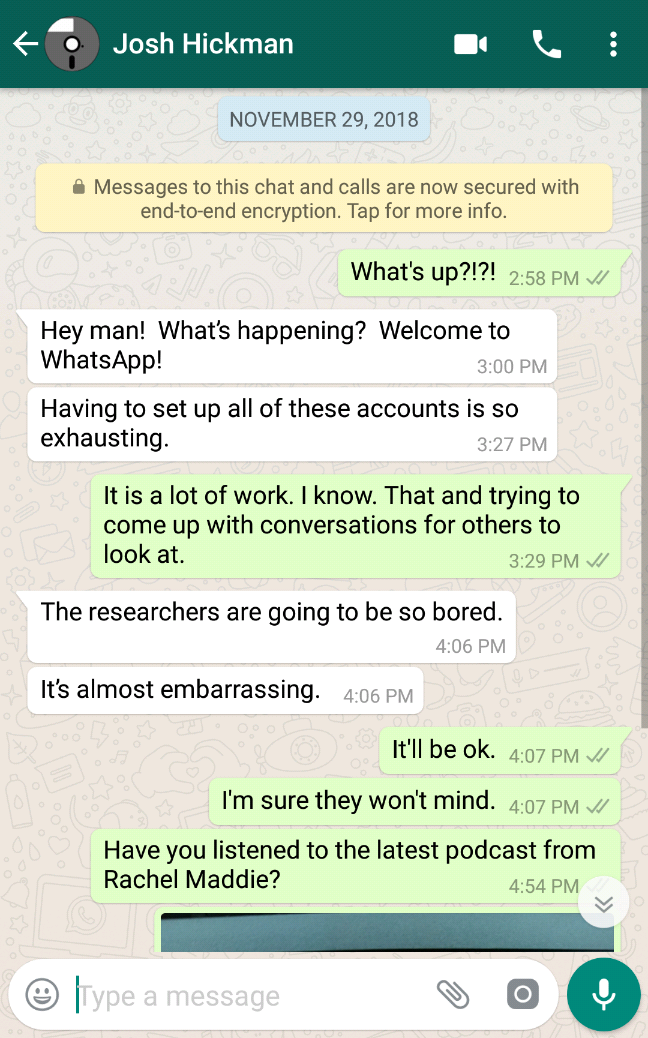 Josh Hickman
NOVEMBER 29, 2018
Messages to this chat and calls are now secured with
end-to-end encryption. Tap for more info.
What's up?!?! 2:58 PM
Hey man!  What's happening?  Welcome to
WhatsApp! 3:00 PM
Having to set up all of these accounts is so
exhausting. 3:27 PM
It is a lot of work. I know. That and trying to
come up with conversations for others to
look at. 3:29 PM
The researchers are going to be so bored.
4:06 PM
It's almost embarrassing. 4:06 PM
It'll be ok. 4:07 PM
I'm sure they won't mind. 4:07 PM
Have you listened to the latest podcast from
Rachel Maddie? 4:54 PM
Type a message